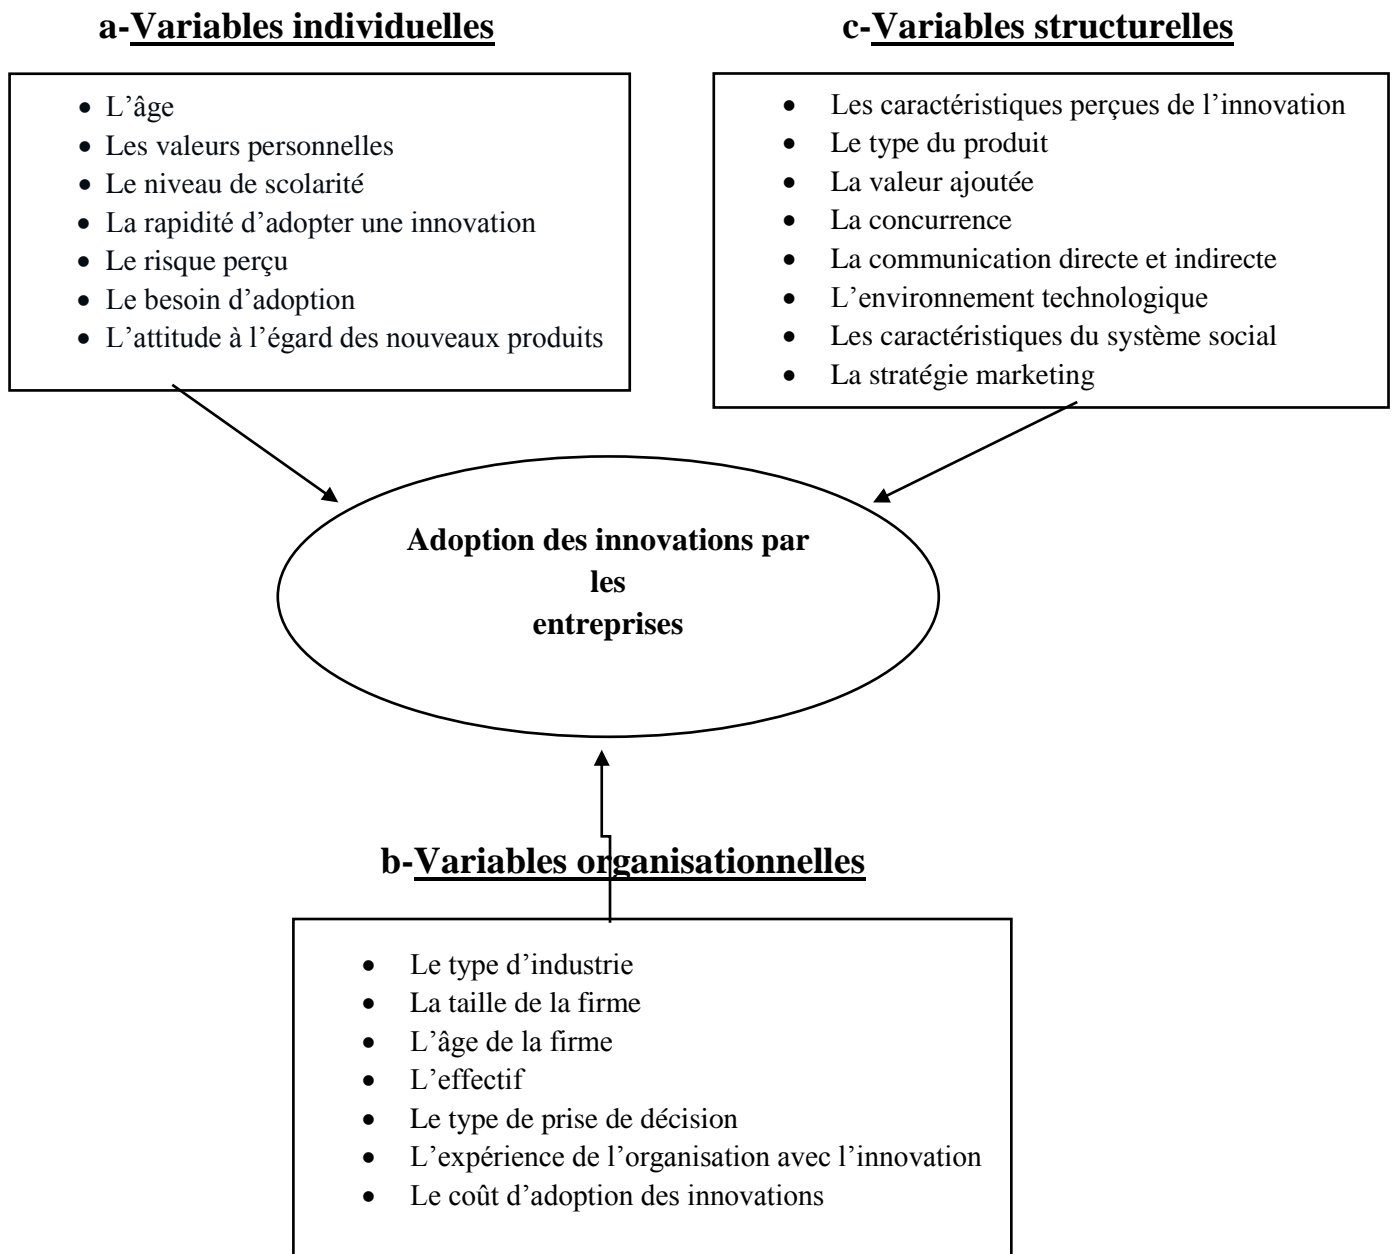 a-Variables individuelles
• L’âge
• Les valeurs personnelles
• Le niveau de scolarité
• La rapidité d’adopter une innovation
• Le risque perçu
• Le besoin d’adoption
• L’attitude à l’égard des nouveaux produits
c-Variables structurelles
• Les caractéristiques perçues de l’innovation
• Le type du produit
• La valeur ajoutée
• La concurrence
• La communication directe et indirecte
• L’environnement technologique
• Les caractéristiques du système social
• La stratégie marketing
Adoption des innovations par
les
entreprises
b-Variables organisationnelles
• Le type d’industrie
• La taille de la firme
• L’âge de la firme
• L’effectif
• Le type de prise de décision
• L’expérience de l’organisation avec l’innovation
• Le coût d’adoption des innovations